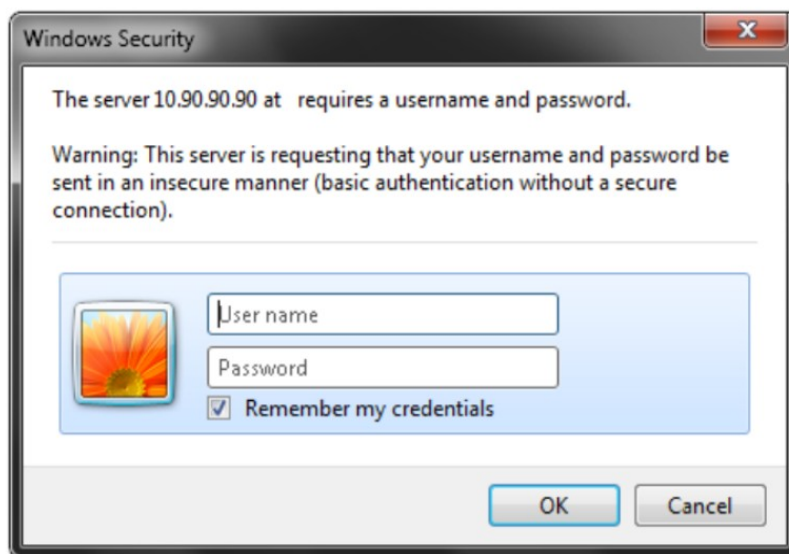 Windows Security
The server 10.90.90.90 at requires a username and password.
Warning: This server is requesting that your username and password be
sent in an insecure manner (basic authentication without a secure
connection).
User name
Password
Remember my credentials
OK Cancel